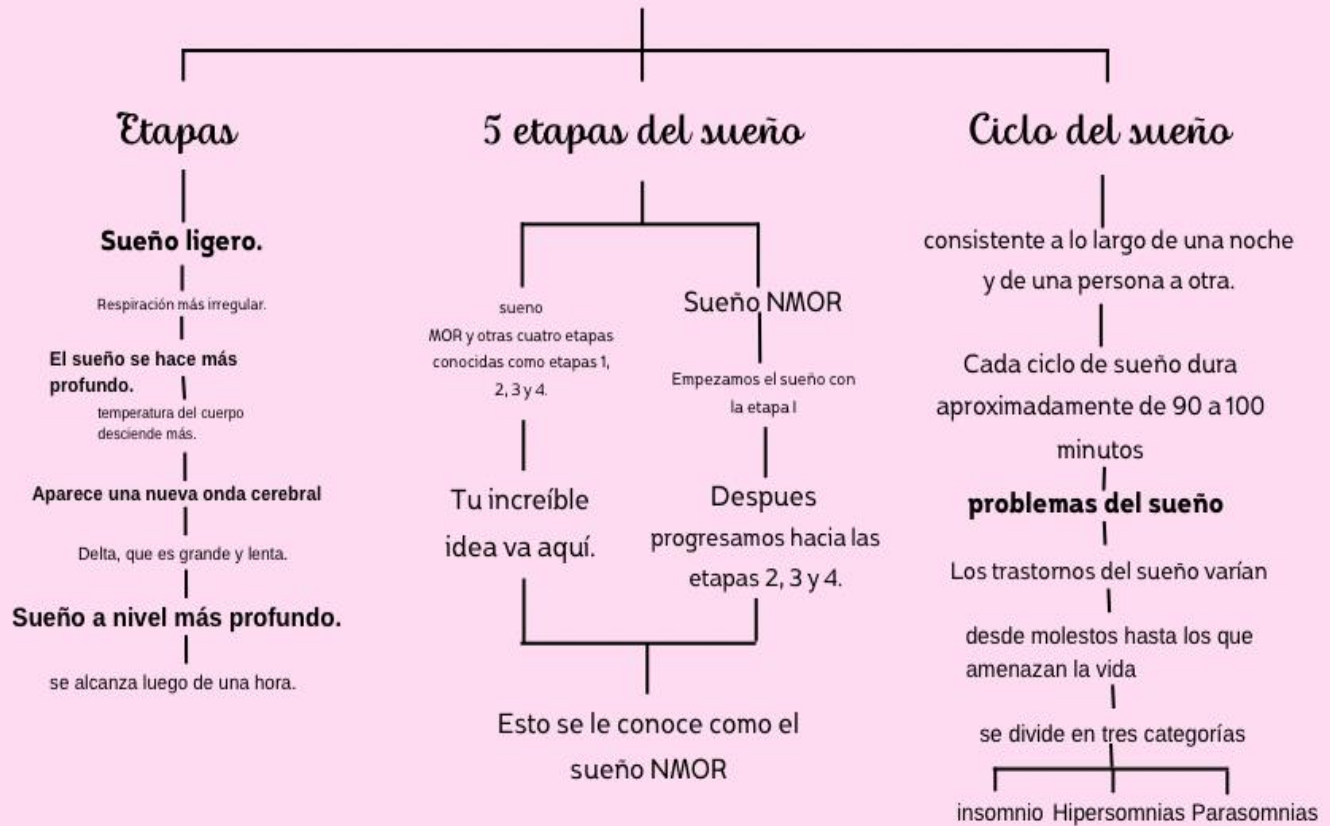 Etapas
Sueño ligero.
Respiración más irregular.
El sueño se hace más
profundo.
temperatura del cuerpo
desciende más.
Aparece una nueva onda cerebral
Delta, que es grande y lenta.
Sueño a nivel más profundo.
se alcanza luego de una hora.
5 etapas del sueño
sueno
MOR y otras cuatro etapas
conocidas como etapas 1,
2, 3 y 4.
Tu increíble
idea va aquí.
Sueño NMOR
Empezamos el sueño con
la etapa I
Despues
progresamos hacia las
etapas 2, 3 y 4.
Esto se le conoce como el
sueño NMOR
Ciclo del sueño
consistente a lo largo de una noche
y de una persona a otra.
Cada ciclo de sueño dura
aproximadamente de 90 a 100
minutos
problemas del sueño
Los trastornos del sueño varían
desde molestos hasta los que
amenazan la vida
se divide en tres categorías
insomnio Hipersomnias Parasomnias